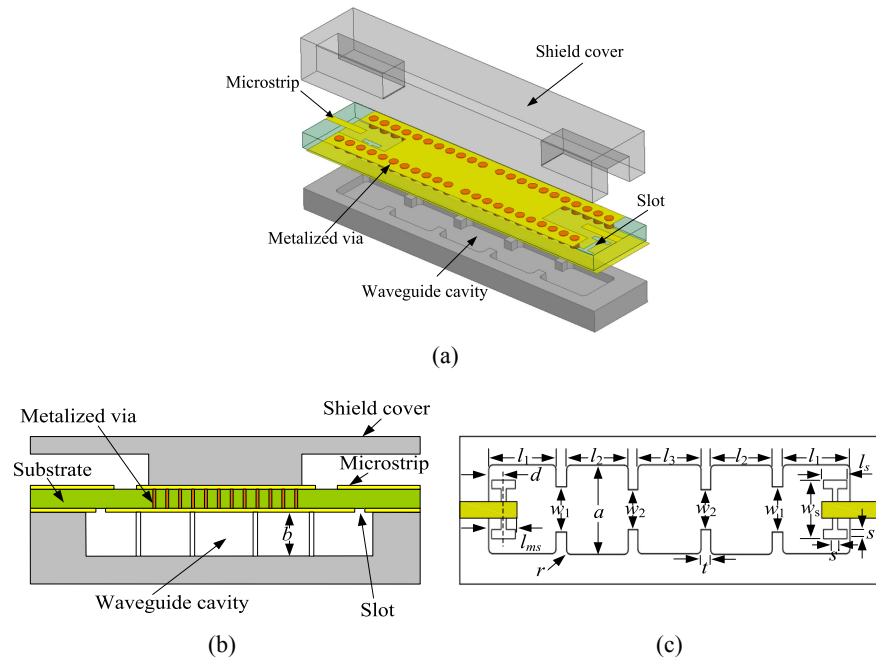 Shield cover
Microstrip
Slot
Metalized via
Waveguide cavity
(a)
Metalized via
Shield cover
Substrate
Microstrip
b
Waveguide cavity
Slot
(b)
l1 l2 l3 l2 l1
d
ls
w1 a w2 w2 w1 ws
s
lms
r
t
s
(c)